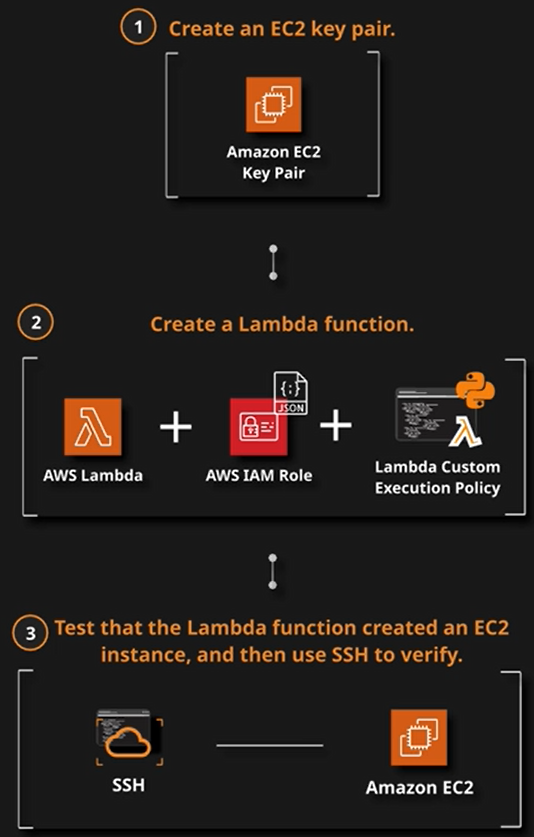 1
Create an EC2 key pair.
Amazon EC2
Key Pair
2
Create a Lambda function.
{:}
JSON
AWS Lambda
AWS IAM Role
Lambda Custom
Execution Policy
3
Test that the Lambda function created an EC2
instance, and then use SSH to verify.
SSH
Amazon EC2